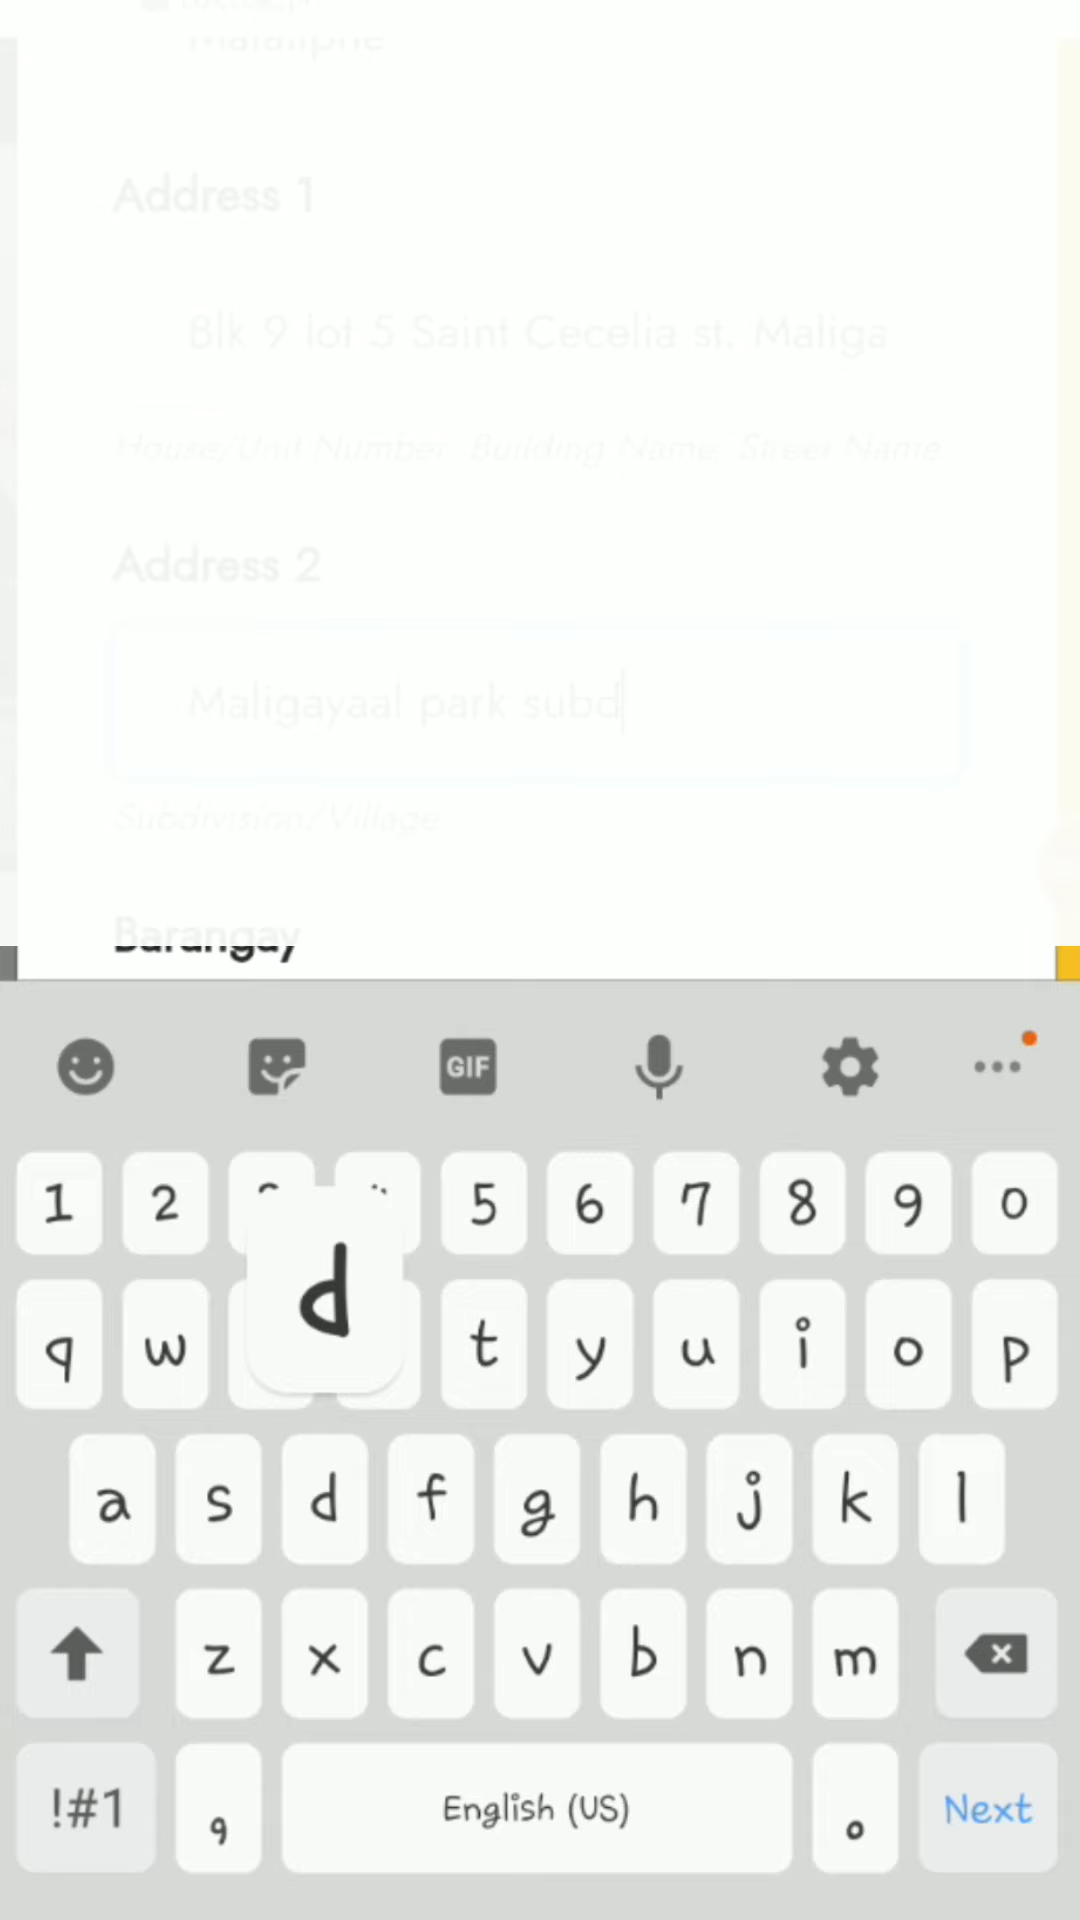 Address 1
Blk 9 lot 5 Saint Cecelia st. Maliga
House/Unit Number, Building Name, Street Name
Address 2
Maligayaal park subd
Subdivision/Village
Barangay
GIF
1 2 5 6 7 8 9 0
d
q w t y u i o p
a s d f g h j k l
z x c v b n m
!#1 , English (US) . Next